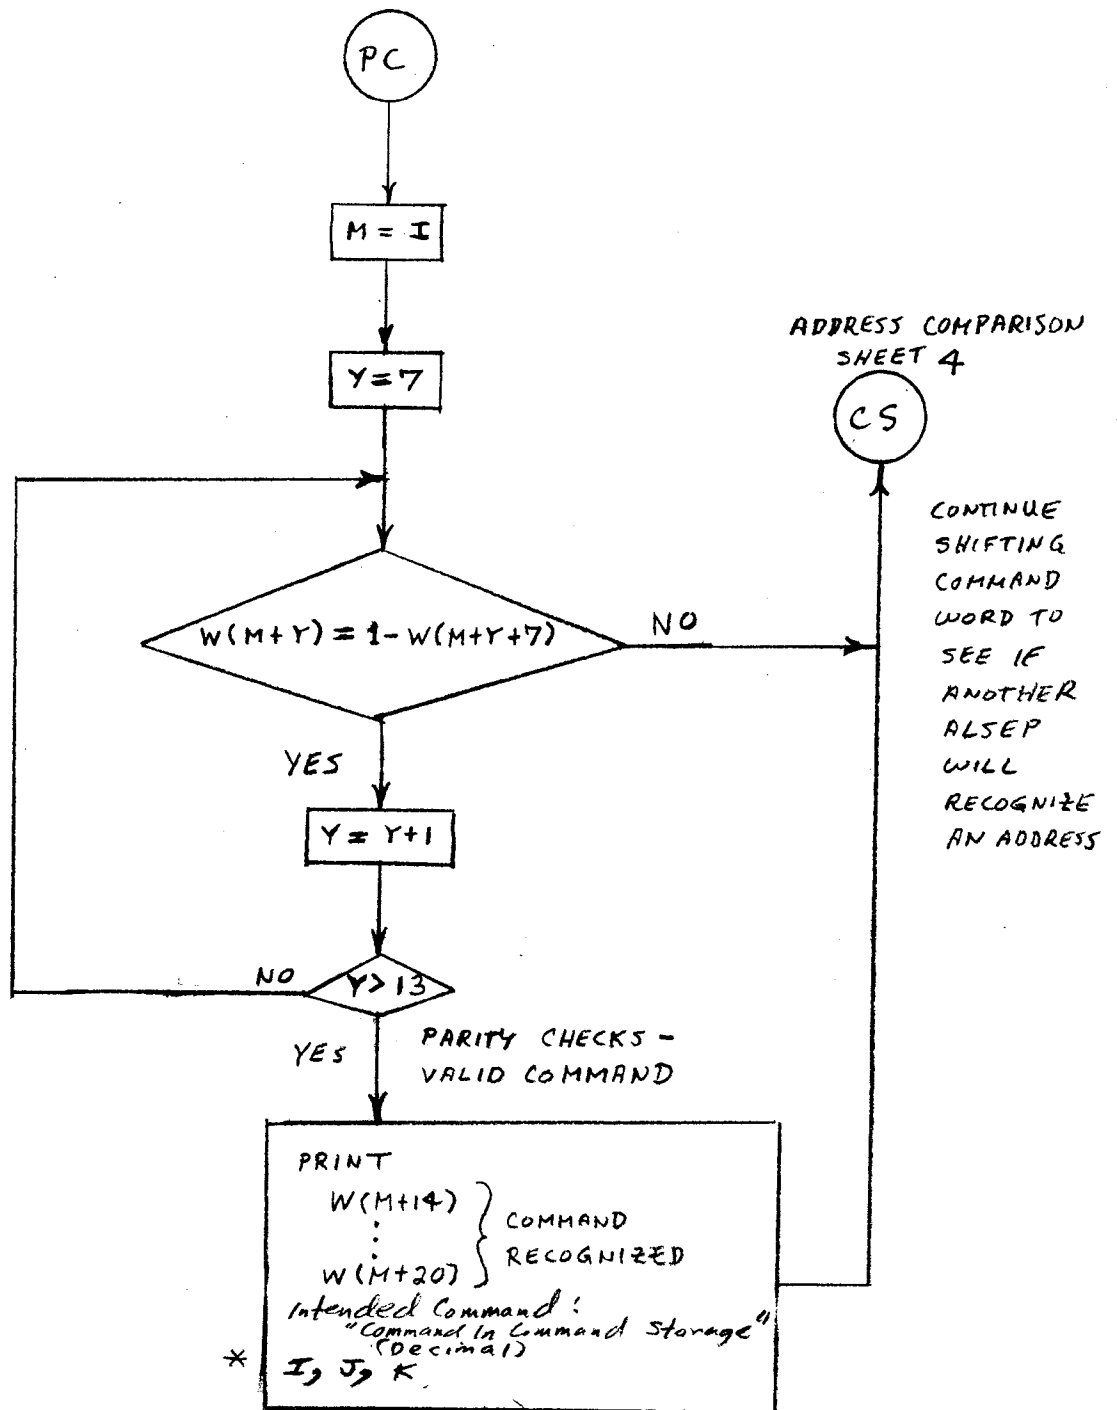 PC
M = I
Y = 7
ADDRESS COMPARISON
SHEET 4
CS
CONTINUE
SHIFTING
COMMAND
WORD TO
SEE IF
ANOTHER
ALSEP
WILL
RECOGNIZE
AN ADDRESS
W(M+Y) = 1-W(M+Y+7)
NO
YES
Y = Y+1
Y > 13
NO
YES
PARITY CHECKS -
VALID COMMAND
PRINT
W(M+14)
W(M+20)
COMMAND
RECOGNIZED
Intended Command :
"Command In Command Storage"
(Decimal)
* I, J, K